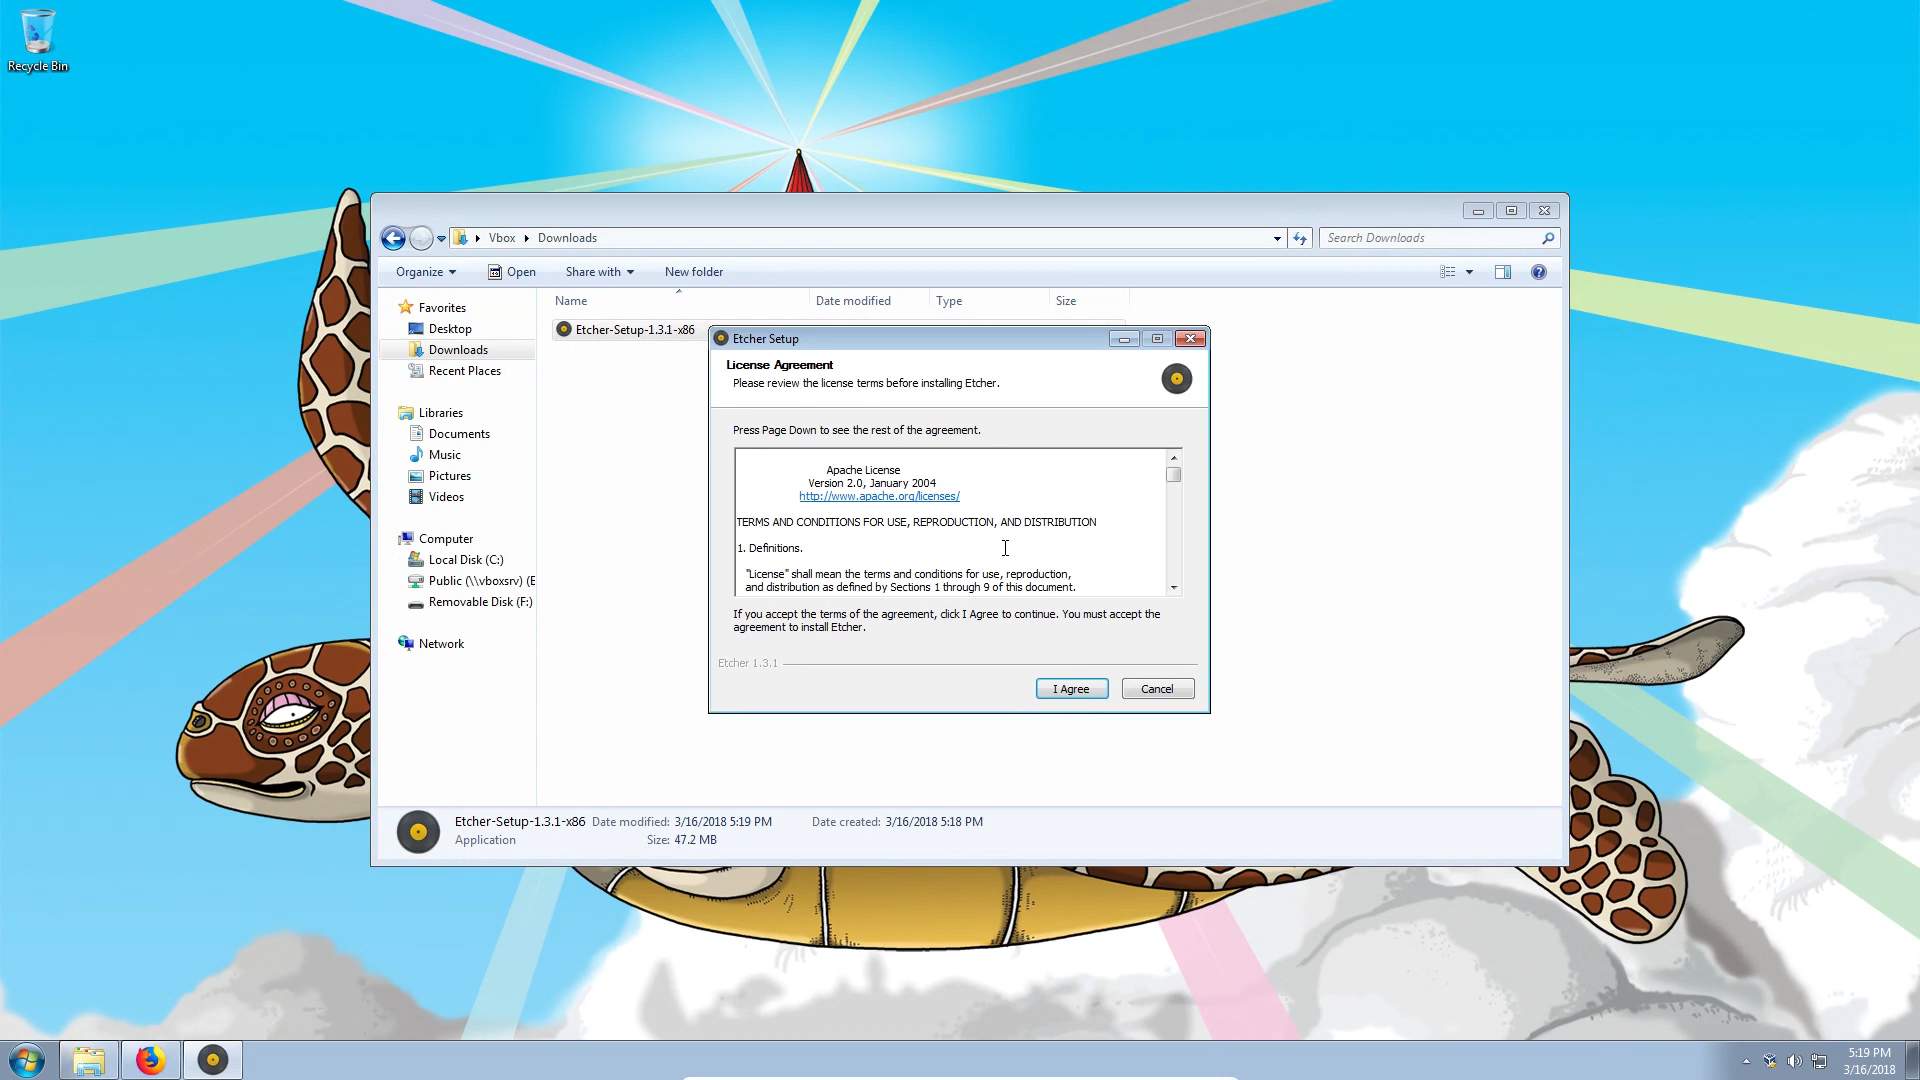 Recycle Bin
Vbox Downloads
Search Downloads
Organize Open Share with New folder
Name Date modified Type Size
Favorites
Desktop
Downloads
Recent Places
Libraries
Documents
Music
Pictures
Videos
Computer
Local Disk (C:)
Public (\\vboxsrv) (E
Removable Disk (F:)
Network
Etcher-Setup-1.3.1-x86
Etcher Setup
License Agreement
Please review the license terms before installing Etcher.
Press Page Down to see the rest of the agreement.
Apache License
Version 2.0, January 2004
http://www.apache.org/licenses/
TERMS AND CONDITIONS FOR USE, REPRODUCTION, AND DISTRIBUTION
1. Definitions.
"License" shall mean the terms and conditions for use, reproduction,
and distribution as defined by Sections 1 through 9 of this document.
If you accept the terms of the agreement, click I Agree to continue. You must accept the
agreement to install Etcher.
Etcher 1.3.1
I Agree Cancel
Etcher-Setup-1.3.1-x86 Date modified: 3/16/2018 5:19 PM Date created: 3/16/2018 5:18 PM
Application Size: 47.2 MB
5:19 PM
3/16/2018